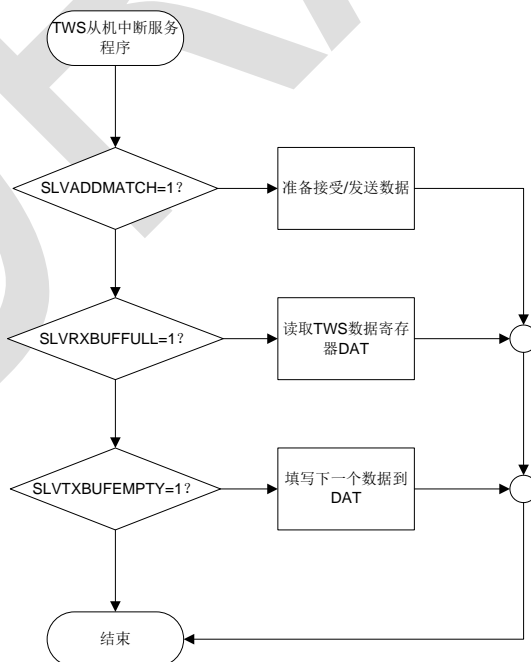 TWS从机中断服务
程序
SLVADDMATCH=1?
准备接受/发送数据
SLVRXBUFFULL=1?
读取TWS数据寄存
器DAT
SLVTXBUFEMPTY=1?
填写下一个数据到
DAT
结束